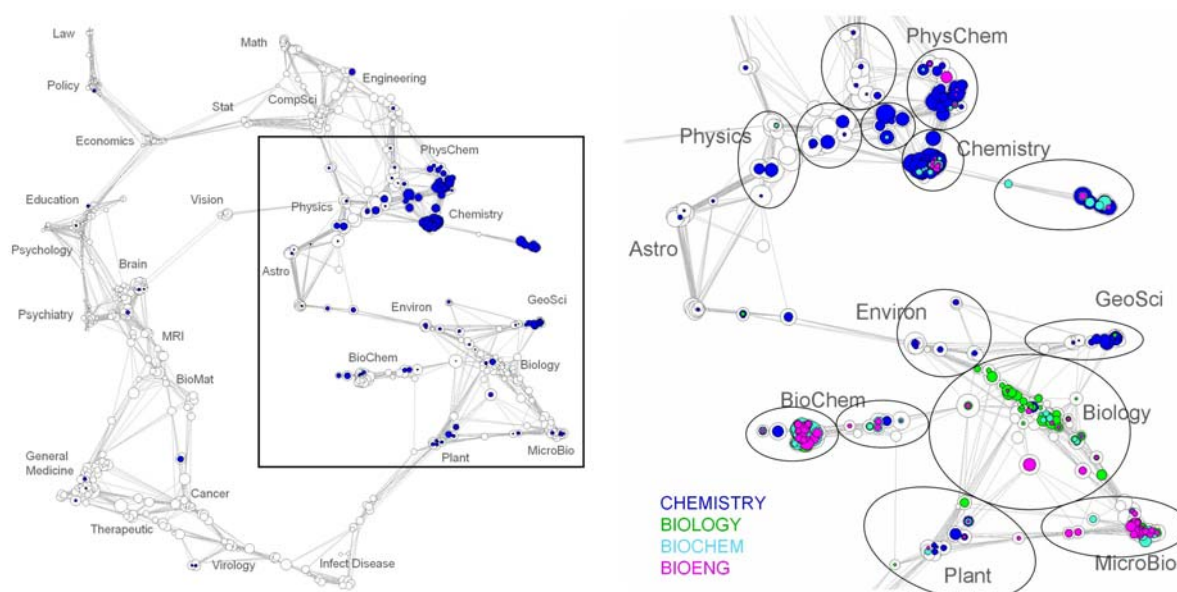 Law
Math
Policy
Engineering
Stat
CompSci
Economics
PhysChem
Education
Vision
Physics
Chemistry
Psychology
Brain
Astro
Psychiatry
Environ
GeoSci
MRI
BioChem
Biology
BioMat
General
Medicine
Plant
MicroBio
Cancer
Therapeutic
Virology
Infect Disease
PhysChem
Physics
Chemistry
Astro
Environ
GeoSci
BioChem
Biology
CHEMISTRY
BIOLOGY
BIOCHEM
BIOENG
Plant
MicroBio